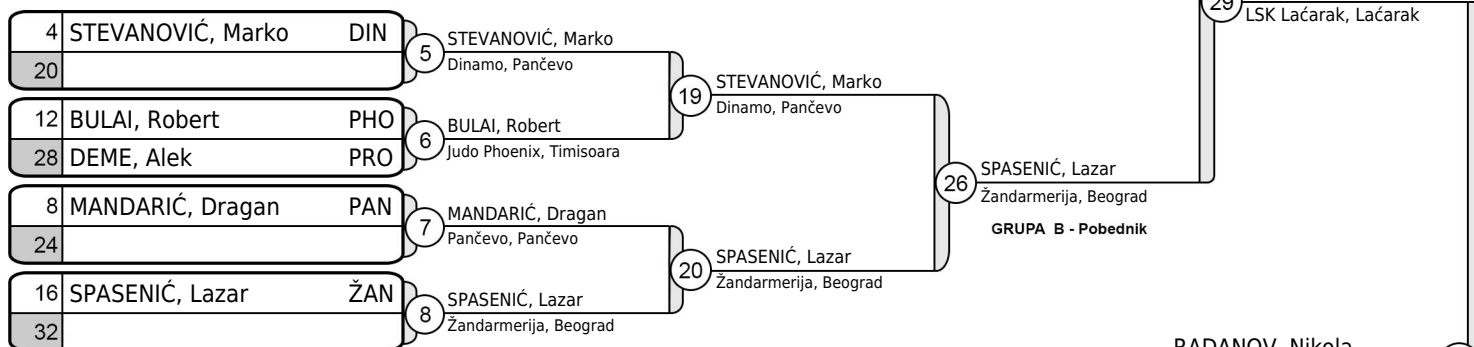 29
LSK Laćarak, Laćarak
4 STEVANOVIĆ, Marko DIN
20
5
STEVANOVIĆ, Marko
Dinamo, Pančevo
12 BULAI, Robert PHO
28 DEME, Alek PRO
6
BULAI, Robert
Judo Phoenix, Timisoara
19
STEVANOVIĆ, Marko
Dinamo, Pančevo
8 MANDARIĆ, Dragan PAN
24
7
MANDARIĆ, Dragan
Pančevo, Pančevo
16 SPASENIĆ, Lazar ŽAN
32
8
SPASENIĆ, Lazar
Žandarmerija, Beograd
20
SPASENIĆ, Lazar
Žandarmerija, Beograd
26
SPASENIĆ, Lazar
Žandarmerija, Beograd
GRUPA B - Pobednik
RADANOV, Nikola